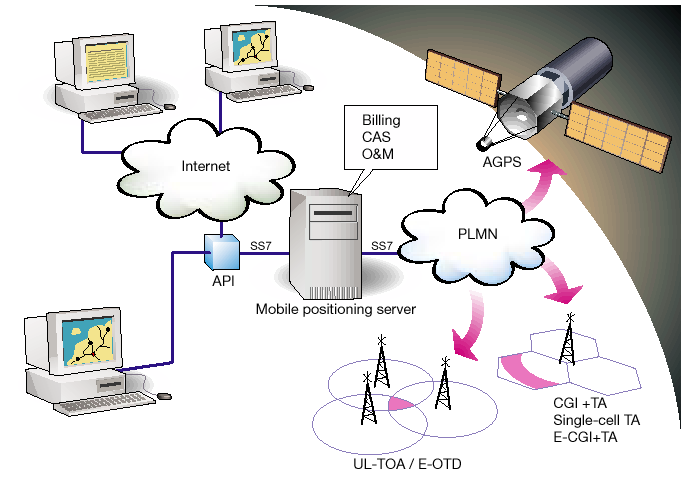 Billing
CAS
O&M
Internet
AGPS
PLMN
SS7
SS7
API
Mobile positioning server
CGI +TA
Single-cell TA
E-CGI+TA
UL-TOA / E-OTD